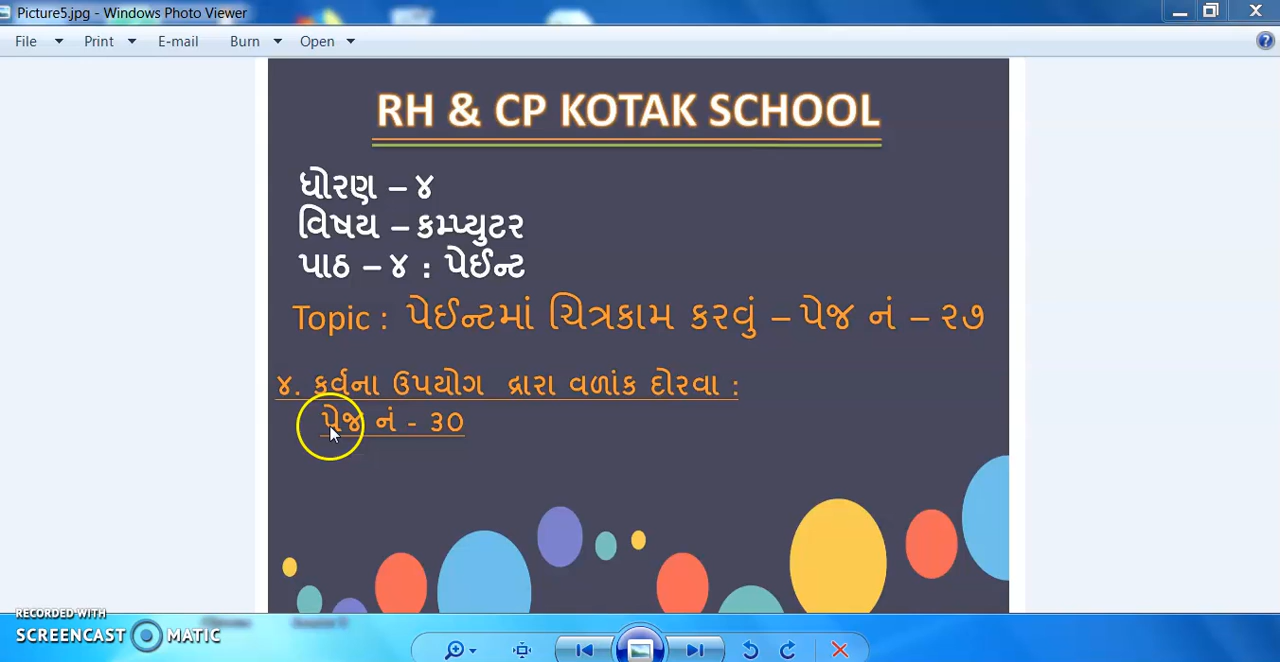 Picture5.jpg - Windows Photo Viewer
File Print E-mail Burn Open
RH & CP KOTAK SCHOOL
ધોરણ – ૪
વિષય – કમ્પ્યુટર
પાઠ – ૪ : પેઈન્ટ
Topic : પેઈન્ટમાં ચિત્રકામ કરવું – પેજ નં – ૨૭
૪. કર્વના ઉપયોગ દ્રારા વળાંક દોરવા :
પેજ નં - ૩૦
RECORDED WITH
SCREENCAST MATIC